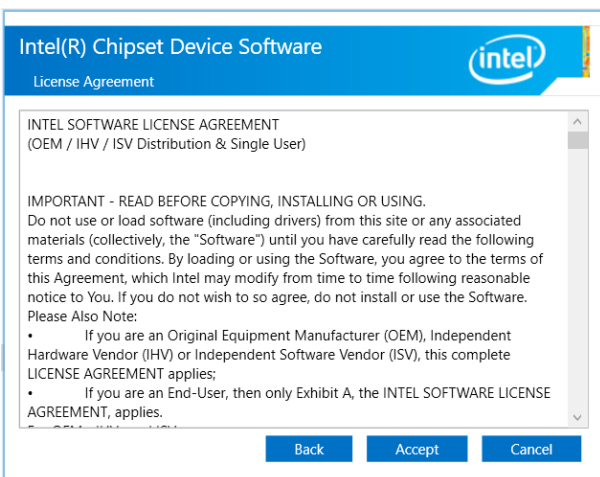 Intel(R) Chipset Device Software
intel
License Agreement
INTEL SOFTWARE LICENSE AGREEMENT
(OEM / IHV / ISV Distribution & Single User)
IMPORTANT - READ BEFORE COPYING, INSTALLING OR USING.
Do not use or load software (including drivers) from this site or any associated
materials (collectively, the "Software") until you have carefully read the following
terms and conditions. By loading or using the Software, you agree to the terms of
this Agreement, which Intel may modify from time to time following reasonable
notice to You. If you do not wish to so agree, do not install or use the Software.
Please Also Note:
• If you are an Original Equipment Manufacturer (OEM), Independent
Hardware Vendor (IHV) or Independent Software Vendor (ISV), this complete
LICENSE AGREEMENT applies;
• If you are an End-User, then only Exhibit A, the INTEL SOFTWARE LICENSE
AGREEMENT, applies.
Back Accept Cancel